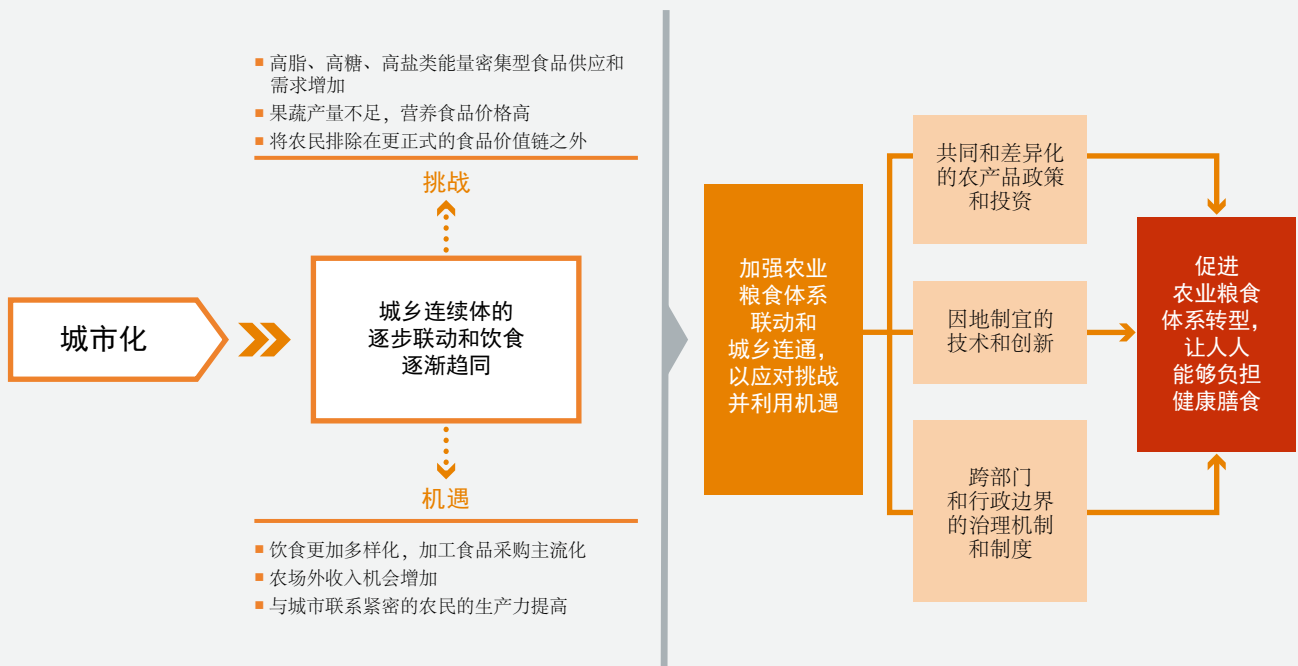 高脂、高糖、高盐类能量密集型食品供应和
需求增加
果蔬产量不足，营养食品价格高
将农民排除在更正式的食品价值链之外
挑战
城市化
城乡连续体的
逐步联动和饮食
逐渐趋同
机遇
饮食更加多样化，加工食品采购主流化
农场外收入机会增加
与城市联系紧密的农民的生产力提高
加强农业
粮食体系
联动和
城乡连通，
以应对挑战
并利用机遇
共同和差异化
的农产品政策
和投资
因地制宜的
技术和创新
跨部门
和行政边界
的治理机制
和制度
促进
农业粮食
体系转型，
让人人
能够负担
健康膳食